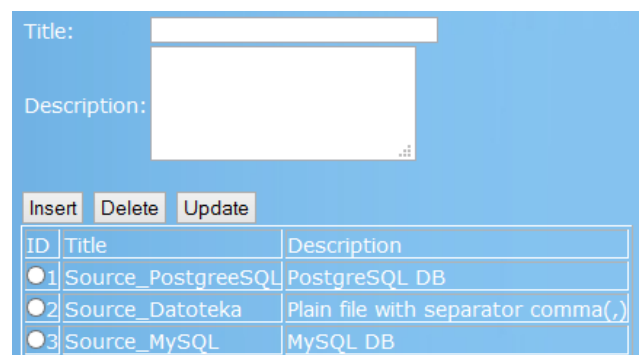 Title:
Description:
Insert Delete Update
ID Title Description
1 Source_PostgreeSQL PostgreSQL DB
2 Source_Datoteka Plain file with separator comma(,)
3 Source_MySQL MySQL DB